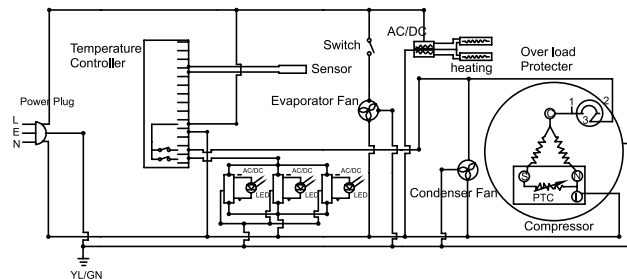 AC/DC
Switch
Temperature
Controller
Sensor
heating
Over load
Protecter
Evaporator Fan
Power Plug
L
E
N
1
2
3
C
AC/DC
AC/DC
AC/DC
LED
LED
LED
Condenser Fan
S
N
PTC
L
Compressor
YL/GN